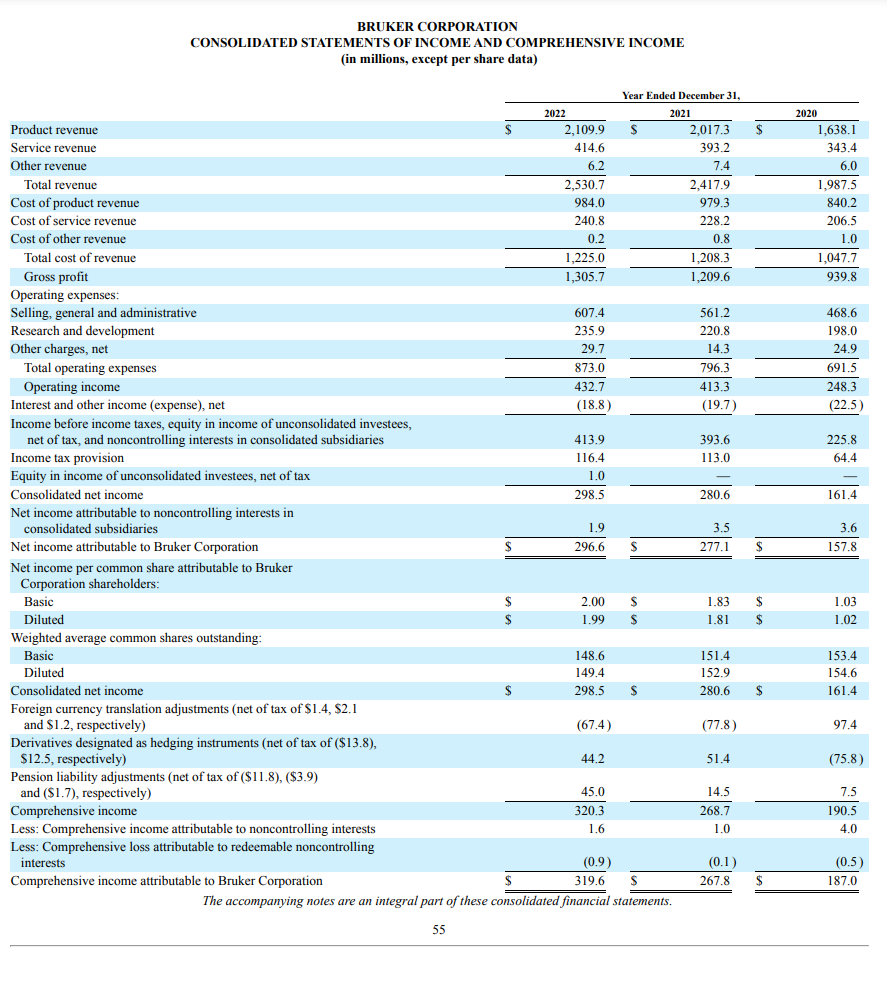 BRUKER CORPORATION
CONSOLIDATED STATEMENTS OF INCOME AND COMPREHENSIVE INCOME
(in millions, except per share data)
Year Ended December 31,
2022 2021 2020
Product revenue $ 2,109.9 $ 2,017.3 $ 1,638.1
Service revenue 414.6 393.2 343.4
Other revenue 6.2 7.4 6.0
Total revenue 2,530.7 2,417.9 1,987.5
Cost of product revenue 984.0 979.3 840.2
Cost of service revenue 240.8 228.2 206.5
Cost of other revenue 0.2 0.8 1.0
Total cost of revenue 1,225.0 1,208.3 1,047.7
Gross profit 1,305.7 1,209.6 939.8
Operating expenses:
Selling, general and administrative 607.4 561.2 468.6
Research and development 235.9 220.8 198.0
Other charges, net 29.7 14.3 24.9
Total operating expenses 873.0 796.3 691.5
Operating income 432.7 413.3 248.3
Interest and other income (expense), net (18.8) (19.7) (22.5)
Income before income taxes, equity in income of unconsolidated investees,
net of tax, and noncontrolling interests in consolidated subsidiaries 413.9 393.6 225.8
Income tax provision 116.4 113.0 64.4
Equity in income of unconsolidated investees, net of tax 1.0 — —
Consolidated net income 298.5 280.6 161.4
Net income attributable to noncontrolling interests in
consolidated subsidiaries 1.9 3.5 3.6
Net income attributable to Bruker Corporation $ 296.6 $ 277.1 $ 157.8
Net income per common share attributable to Bruker
Corporation shareholders:
Basic $ 2.00 $ 1.83 $ 1.03
Diluted $ 1.99 $ 1.81 $ 1.02
Weighted average common shares outstanding:
Basic 148.6 151.4 153.4
Diluted 149.4 152.9 154.6
Consolidated net income $ 298.5 $ 280.6 $ 161.4
Foreign currency translation adjustments (net of tax of $1.4, $2.1
and $1.2, respectively) (67.4) (77.8) 97.4
Derivatives designated as hedging instruments (net of tax of ($13.8),
$12.5, respectively) 44.2 51.4 (75.8)
Pension liability adjustments (net of tax of ($11.8), ($3.9)
and ($1.7), respectively) 45.0 14.5 7.5
Comprehensive income 320.3 268.7 190.5
Less: Comprehensive income attributable to noncontrolling interests 1.6 1.0 4.0
Less: Comprehensive loss attributable to redeemable noncontrolling
interests (0.9) (0.1) (0.5)
Comprehensive income attributable to Bruker Corporation $ 319.6 $ 267.8 $ 187.0
The accompanying notes are an integral part of these consolidated financial statements.
55